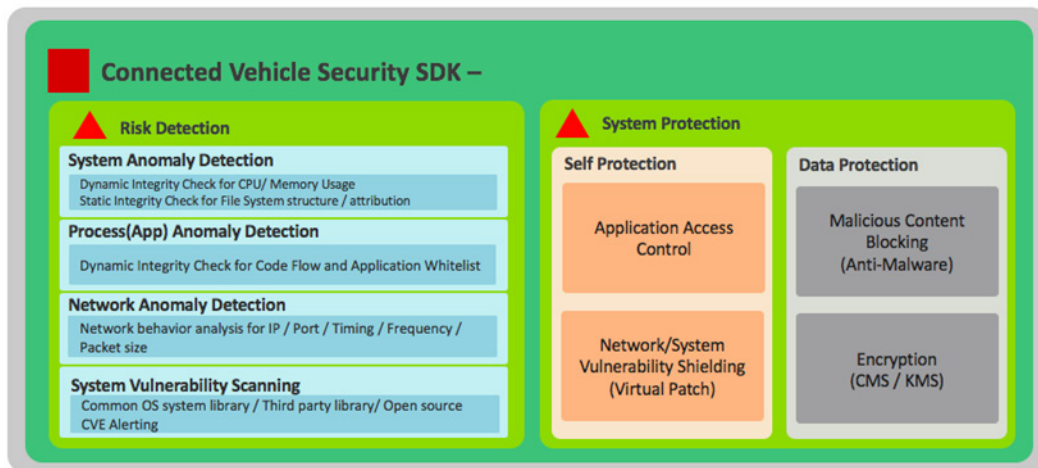 Connected Vehicle Security SDK –
Risk Detection
System Anomaly Detection
Dynamic Integrity Check for CPU/ Memory Usage
Static Integrity Check for File System structure / attribution
Process(App) Anomaly Detection
Dynamic Integrity Check for Code Flow and Application Whitelist
Network Anomaly Detection
Network behavior analysis for IP / Port / Timing / Frequency /
Packet size
System Vulnerability Scanning
Common OS system library / Third party library/ Open source
CVE Alerting
System Protection
Self Protection
Application Access
Control
Network/System
Vulnerability Shielding
(Virtual Patch)
Data Protection
Malicious Content
Blocking
(Anti-Malware)
Encryption
(CMS / KMS)